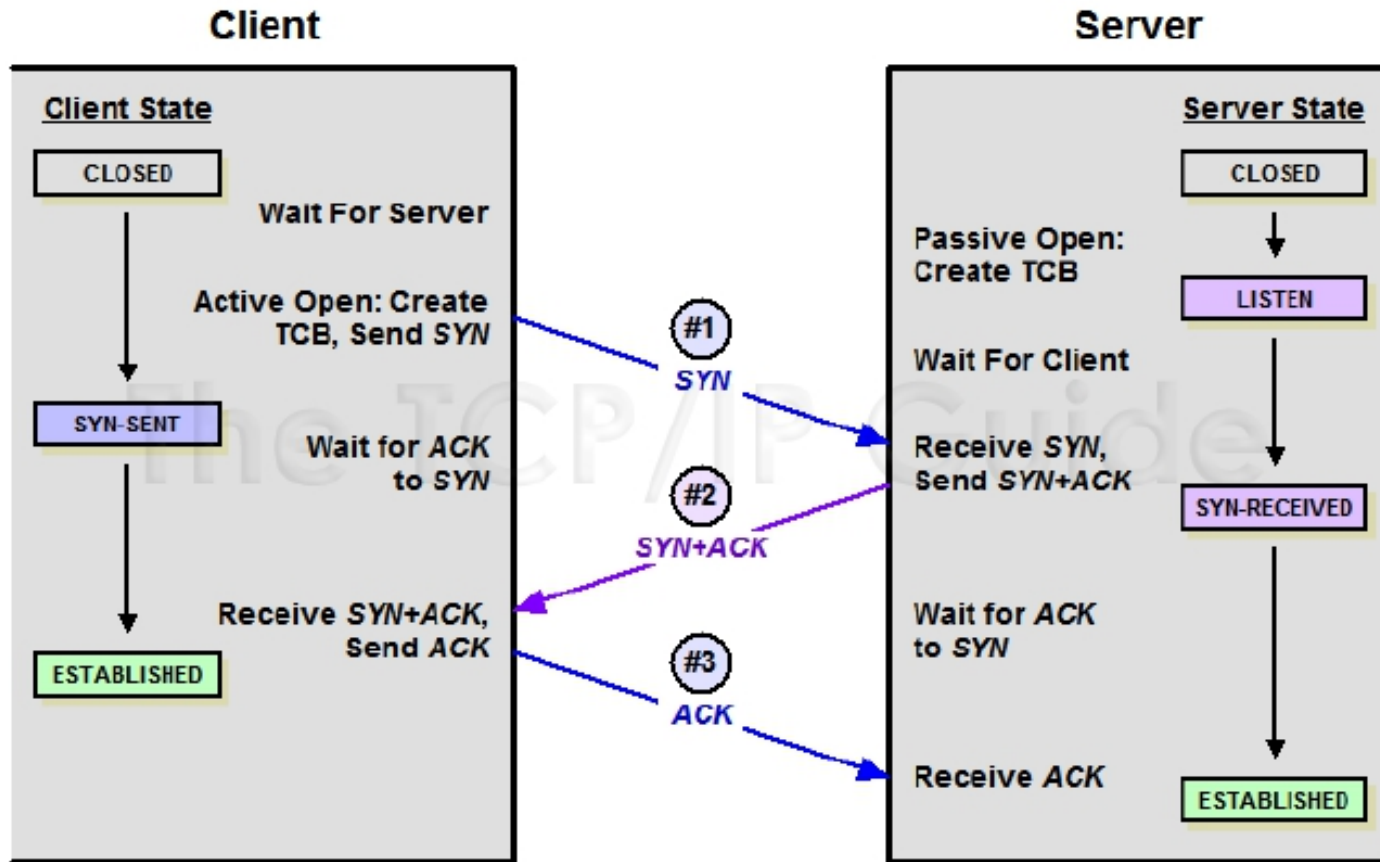 Client
Server
Client State
Server State
CLOSED
CLOSED
Wait For Server
Passive Open:
Create TCB
Active Open: Create
TCB, Send SYN
LISTEN
#1
SYN
Wait For Client
SYN-SENT
The TCP/IP Guide
Wait for ACK
to SYN
Receive SYN,
Send SYN+ACK
#2
SYN+ACK
SYN-RECEIVED
Receive SYN+ACK,
Send ACK
Wait for ACK
to SYN
ESTABLISHED
#3
ACK
Receive ACK
ESTABLISHED